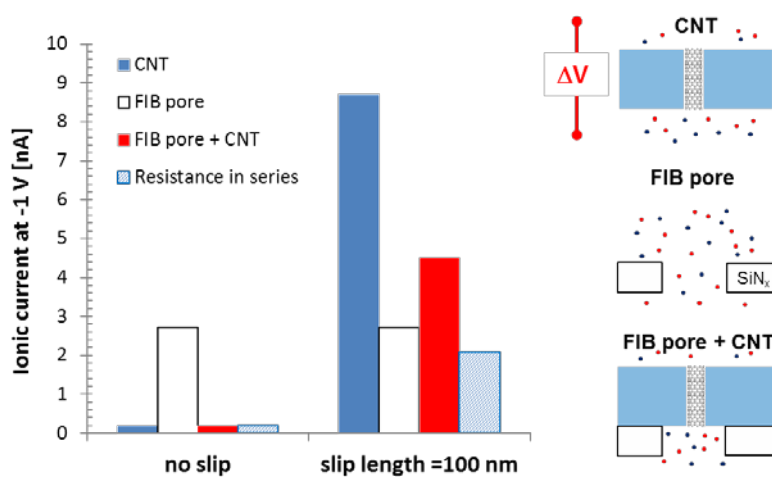 Ionic current at -1 V [nA]
10
9
8
7
6
5
4
3
2
1
0
CNT
FIB pore
FIB pore + CNT
Resistance in series
no slip
slip length =100 nm
ΔV
CNT
FIB pore
SiNₓ
FIB pore + CNT